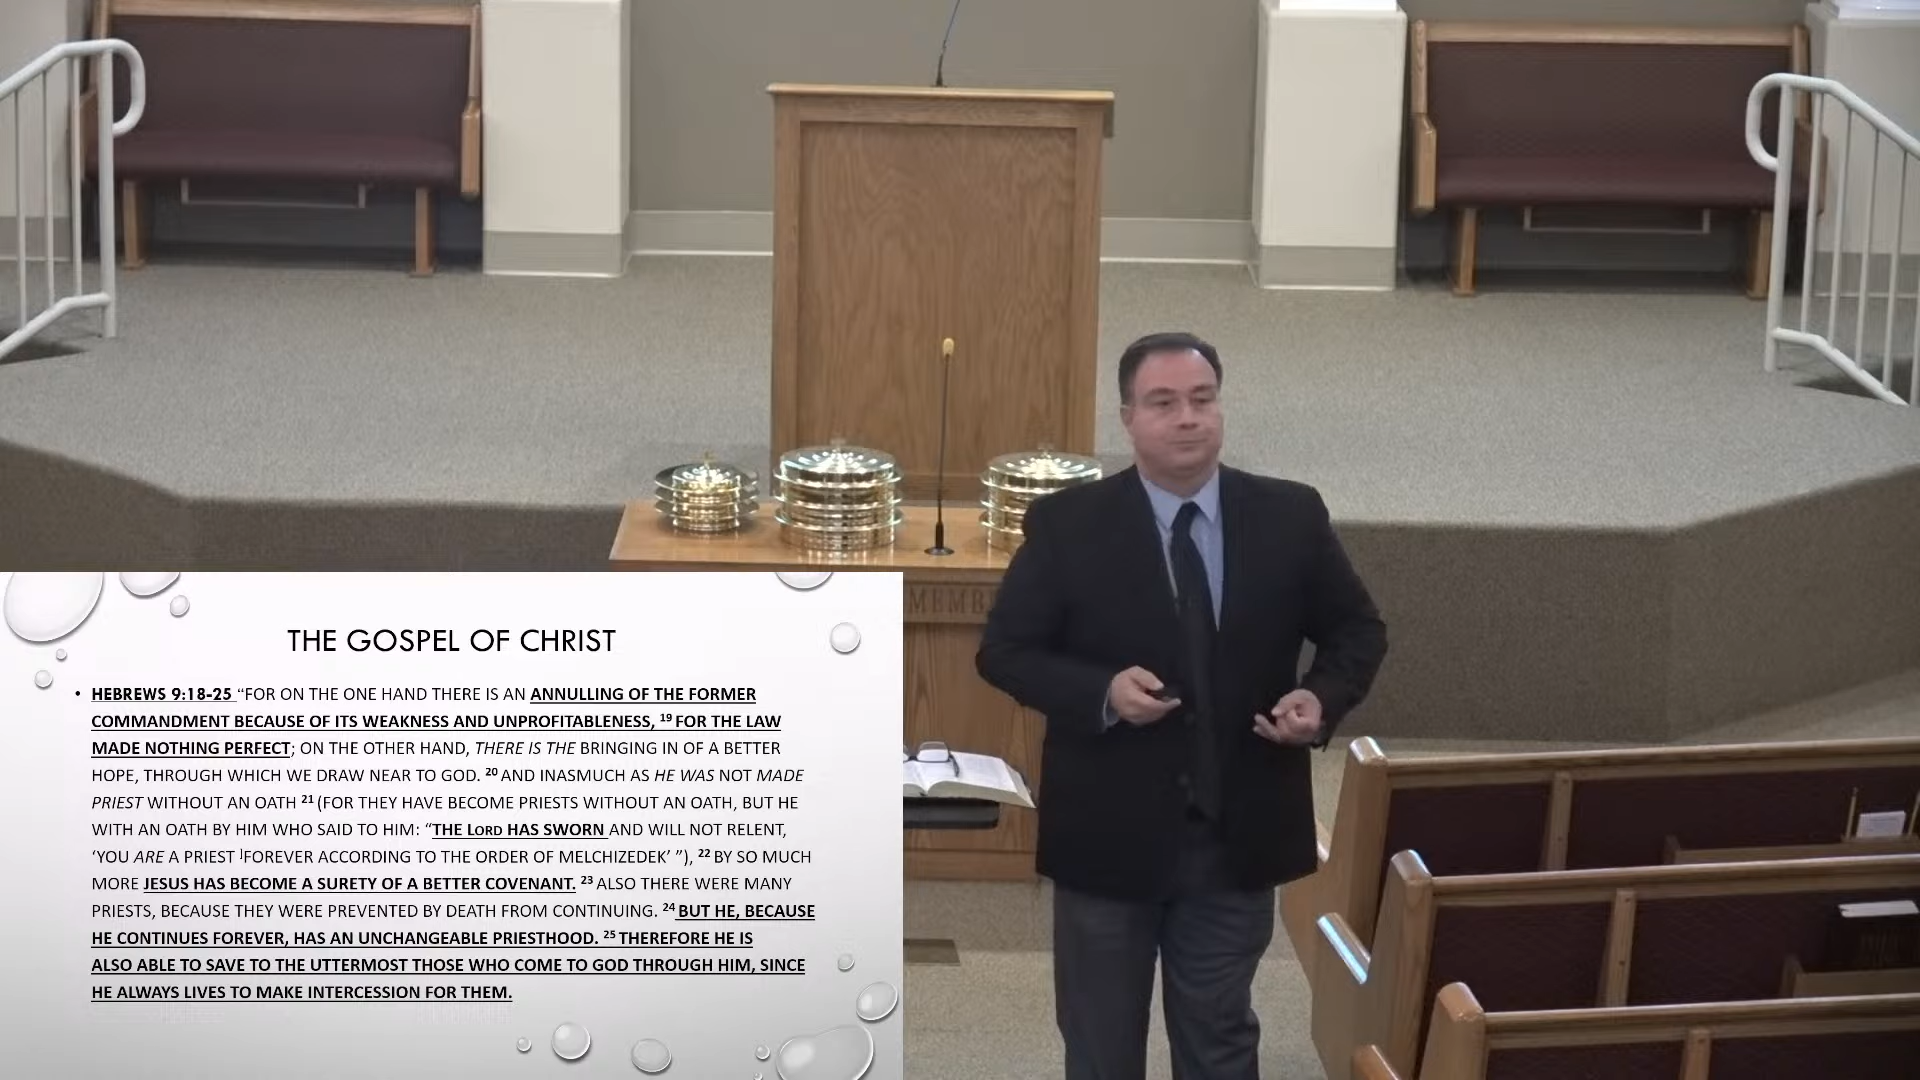 MEMB
THE GOSPEL OF CHRIST
• HEBREWS 9:18-25 “FOR ON THE ONE HAND THERE IS AN ANNULLING OF THE FORMER
COMMANDMENT BECAUSE OF ITS WEAKNESS AND UNPROFITABLENESS, 19 FOR THE LAW
MADE NOTHING PERFECT; ON THE OTHER HAND, THERE IS THE BRINGING IN OF A BETTER
HOPE, THROUGH WHICH WE DRAW NEAR TO GOD. 20 AND INASMUCH AS HE WAS NOT MADE
PRIEST WITHOUT AN OATH 21 (FOR THEY HAVE BECOME PRIESTS WITHOUT AN OATH, BUT HE
WITH AN OATH BY HIM WHO SAID TO HIM: “THE LORD HAS SWORN AND WILL NOT RELENT,
‘YOU ARE A PRIEST ]FOREVER ACCORDING TO THE ORDER OF MELCHIZEDEK’ ”), 22 BY SO MUCH
MORE JESUS HAS BECOME A SURETY OF A BETTER COVENANT. 23 ALSO THERE WERE MANY
PRIESTS, BECAUSE THEY WERE PREVENTED BY DEATH FROM CONTINUING. 24 BUT HE, BECAUSE
HE CONTINUES FOREVER, HAS AN UNCHANGEABLE PRIESTHOOD. 25 THEREFORE HE IS
ALSO ABLE TO SAVE TO THE UTTERMOST THOSE WHO COME TO GOD THROUGH HIM, SINCE
HE ALWAYS LIVES TO MAKE INTERCESSION FOR THEM.